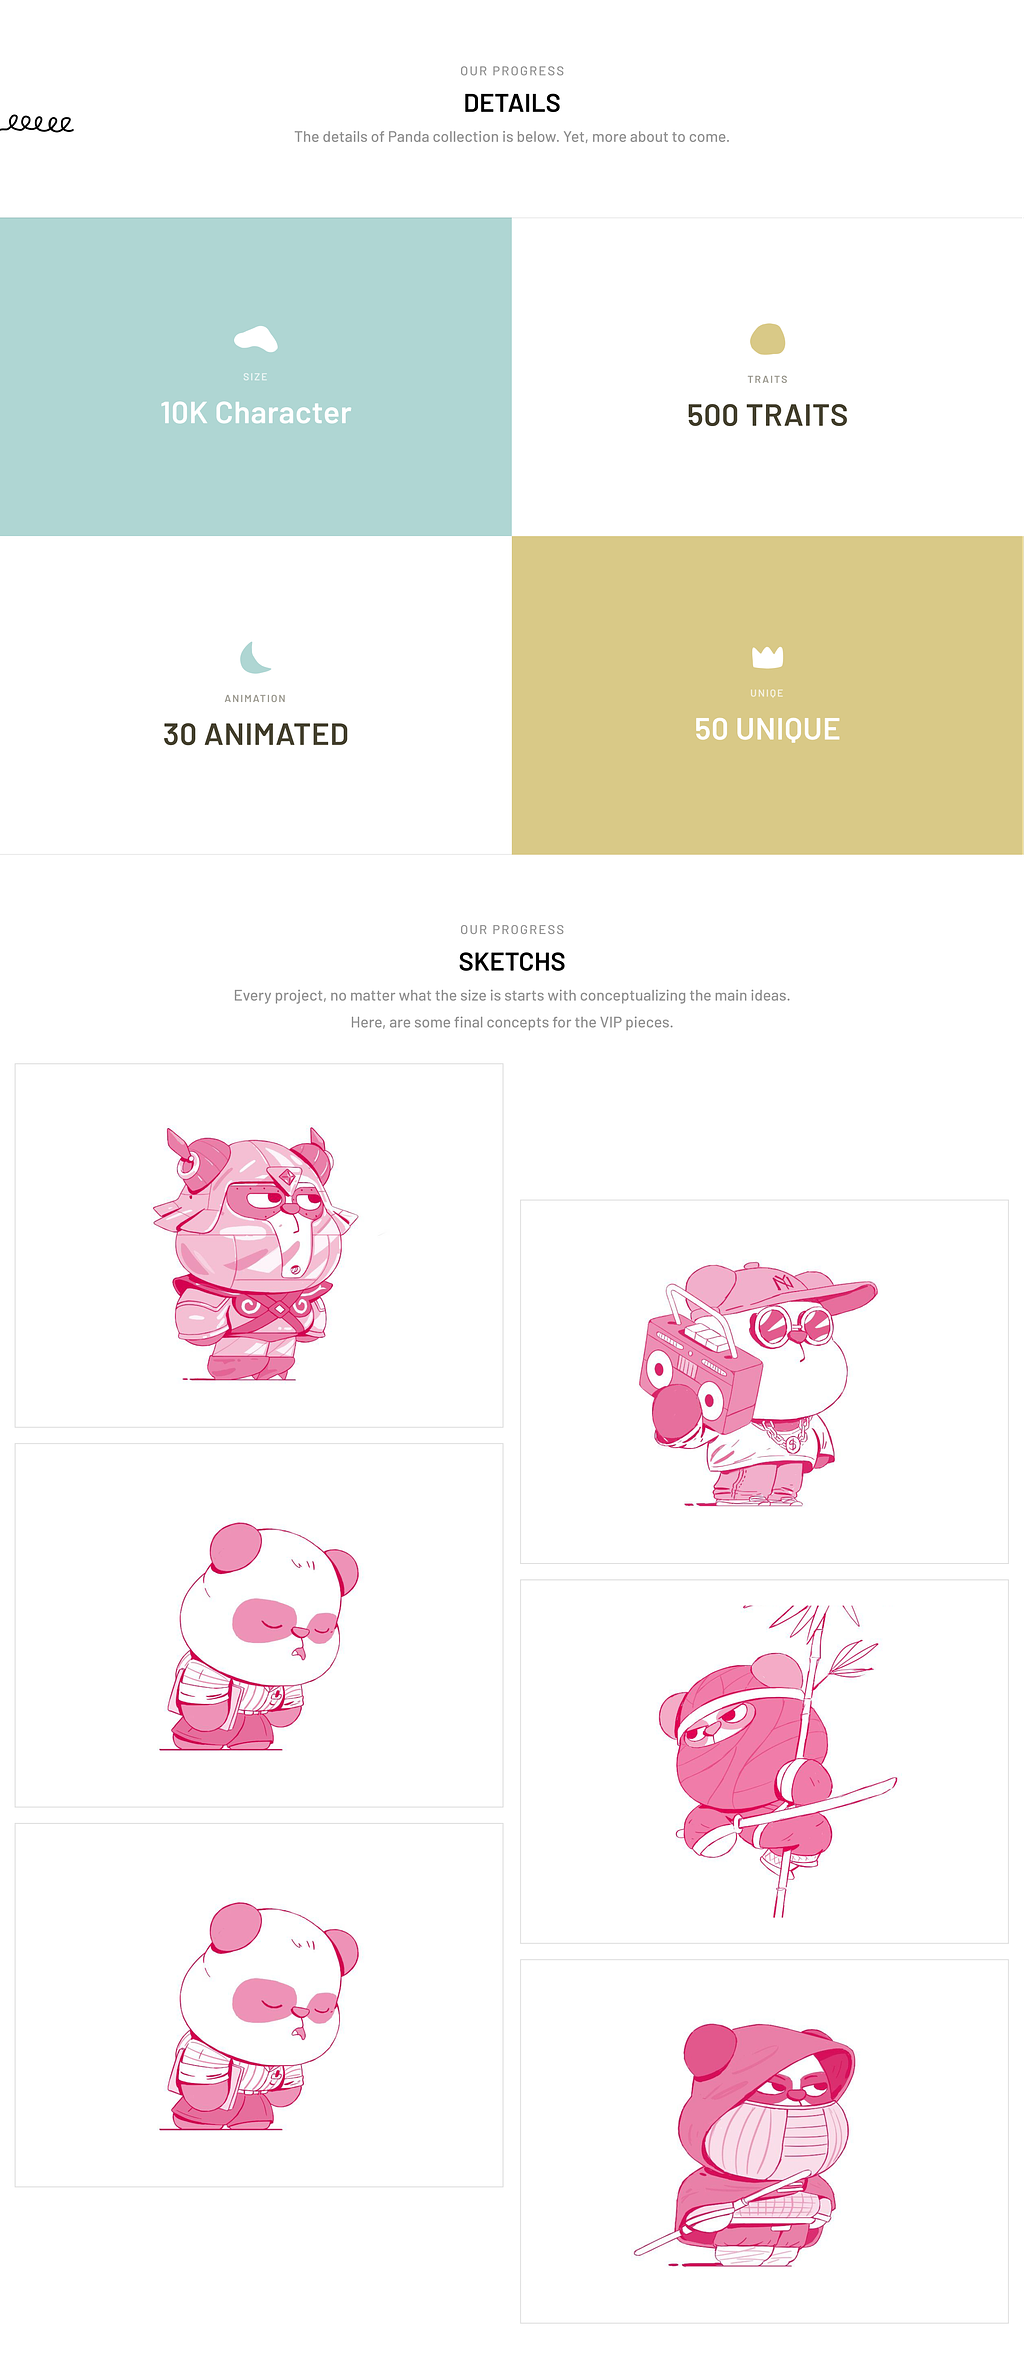 OUR PROGRESS
DETAILS
The details of Panda collection is below. Yet, more about to come.
SIZE
10K Character
TRAITS
500 TRAITS
ANIMATION
30 ANIMATED
UNIQE
50 UNIQUE
OUR PROGRESS
SKETCHS
Every project, no matter what the size is starts with conceptualizing the main ideas.
Here, are some final concepts for the VIP pieces.
$